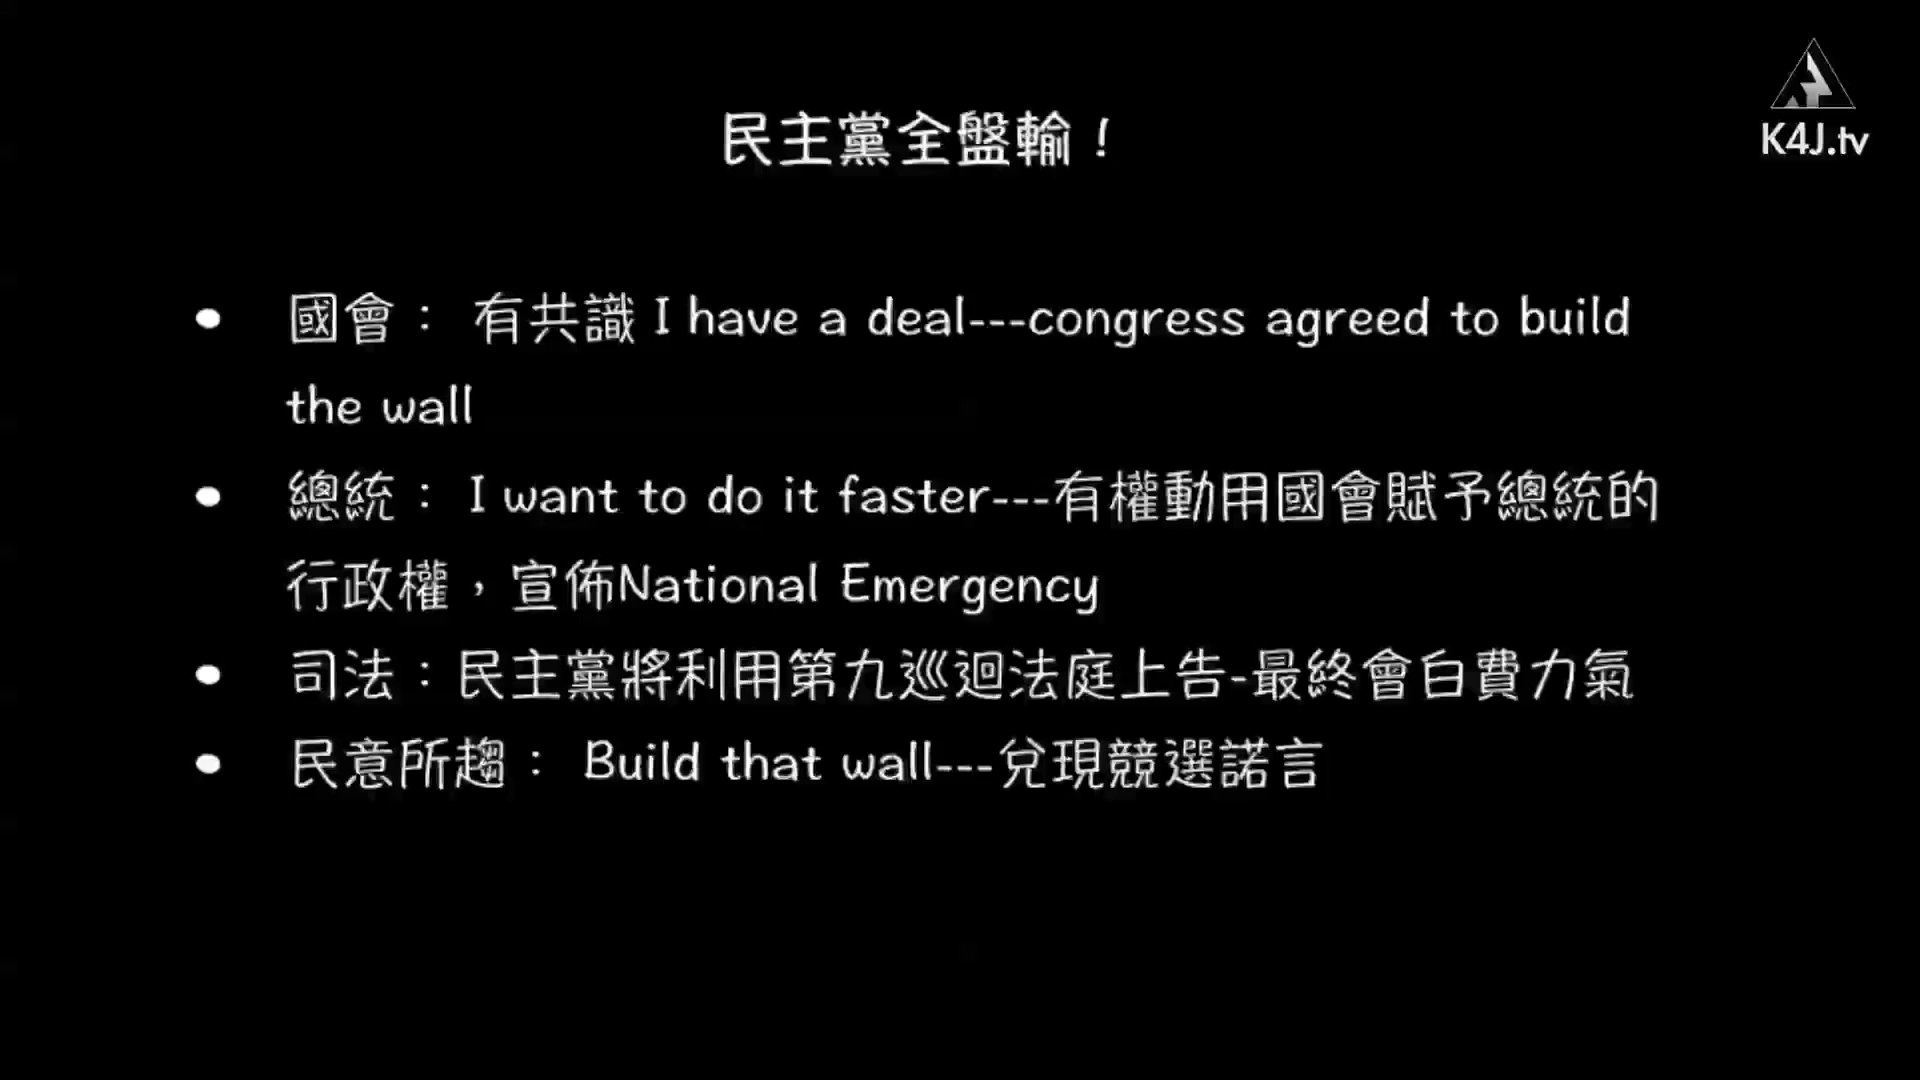 K4J.tv
民主黨全盤輸！
• 國會： 有共識 I have a deal---congress agreed to build
the wall
• 總統： I want to do it faster---有權動用國會賦予總統的
行政權，宣佈National Emergency
• 司法：民主黨將利用第九巡迴法庭上告-最終會白費力氣
• 民意所趨： Build that wall---兌現競選諾言